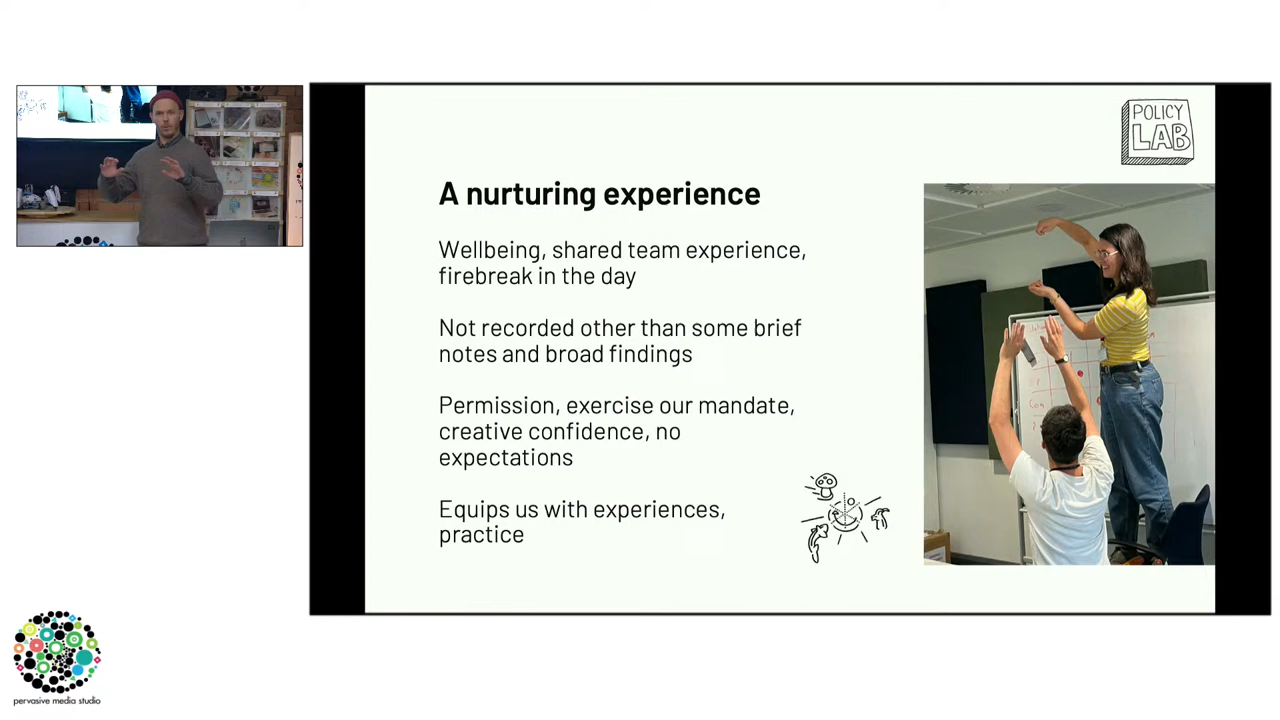 POLICY
LAB
A nurturing experience
Wellbeing, shared team experience,
firebreak in the day
Not recorded other than some brief
notes and broad findings
Permission, exercise our mandate,
creative confidence, no
expectations
Equips us with experiences,
practice
pervasive media studio